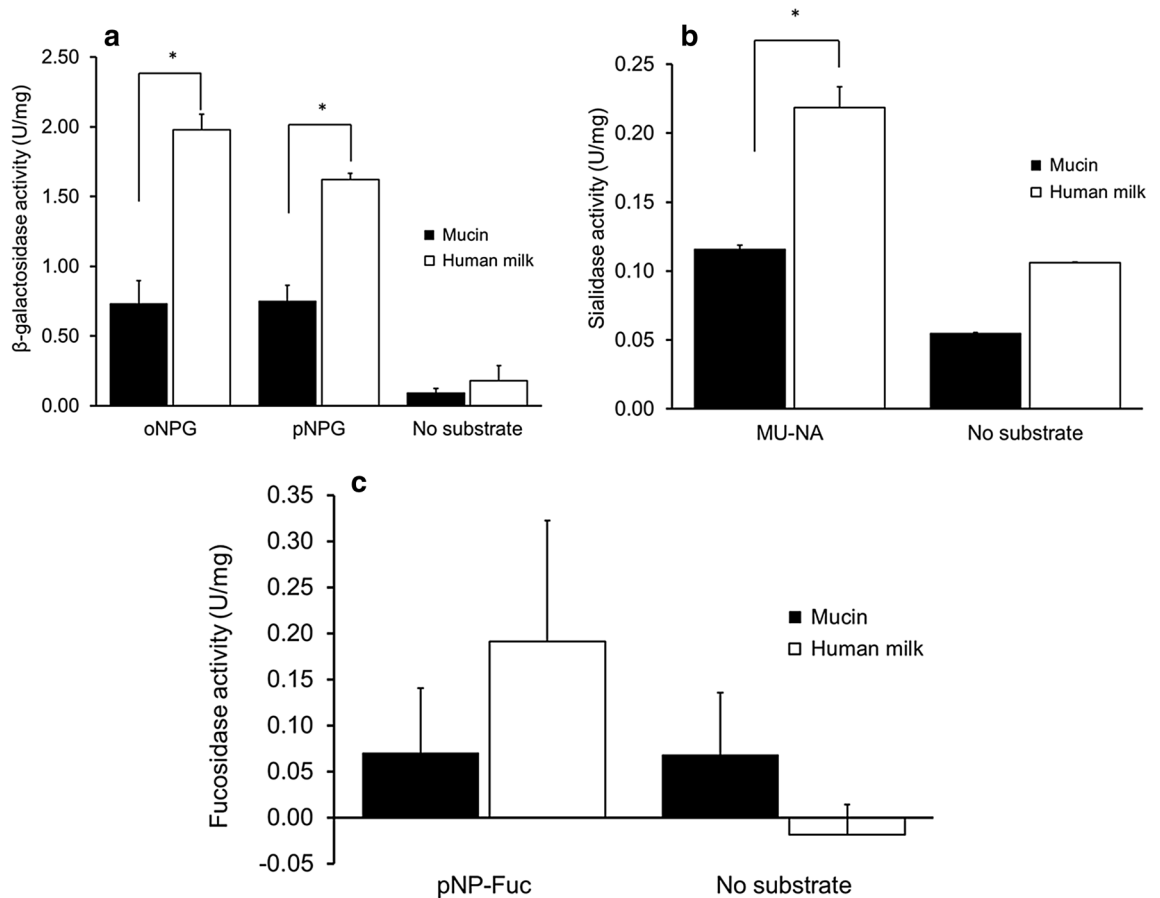 a
β-galactosidase activity (U/mg)
2.50
2.00
1.50
1.00
0.50
0.00
*
*
Mucin
Human milk
oNPG
pNPG
No substrate
b
Sialidase activity (U/mg)
0.25
0.20
0.15
0.10
0.05
0.00
*
Mucin
Human milk
MU-NA
No substrate
c
Fucosidase activity (U/mg)
0.35
0.30
0.25
0.20
0.15
0.10
0.05
0.00
-0.05
Mucin
Human milk
pNP-Fuc
No substrate